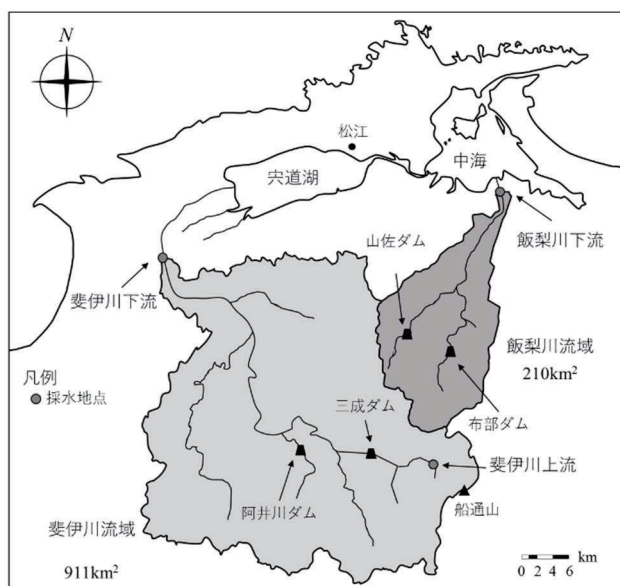 N
松江
宍道湖
中海
飯梨川下流
山佐ダム
斐伊川下流
飯梨川流域
210km²
凡例
採水地点
布部ダム
三成ダム
斐伊川上流
阿井川ダム
船通山
斐伊川流域
911km²
km
0 2 4 6